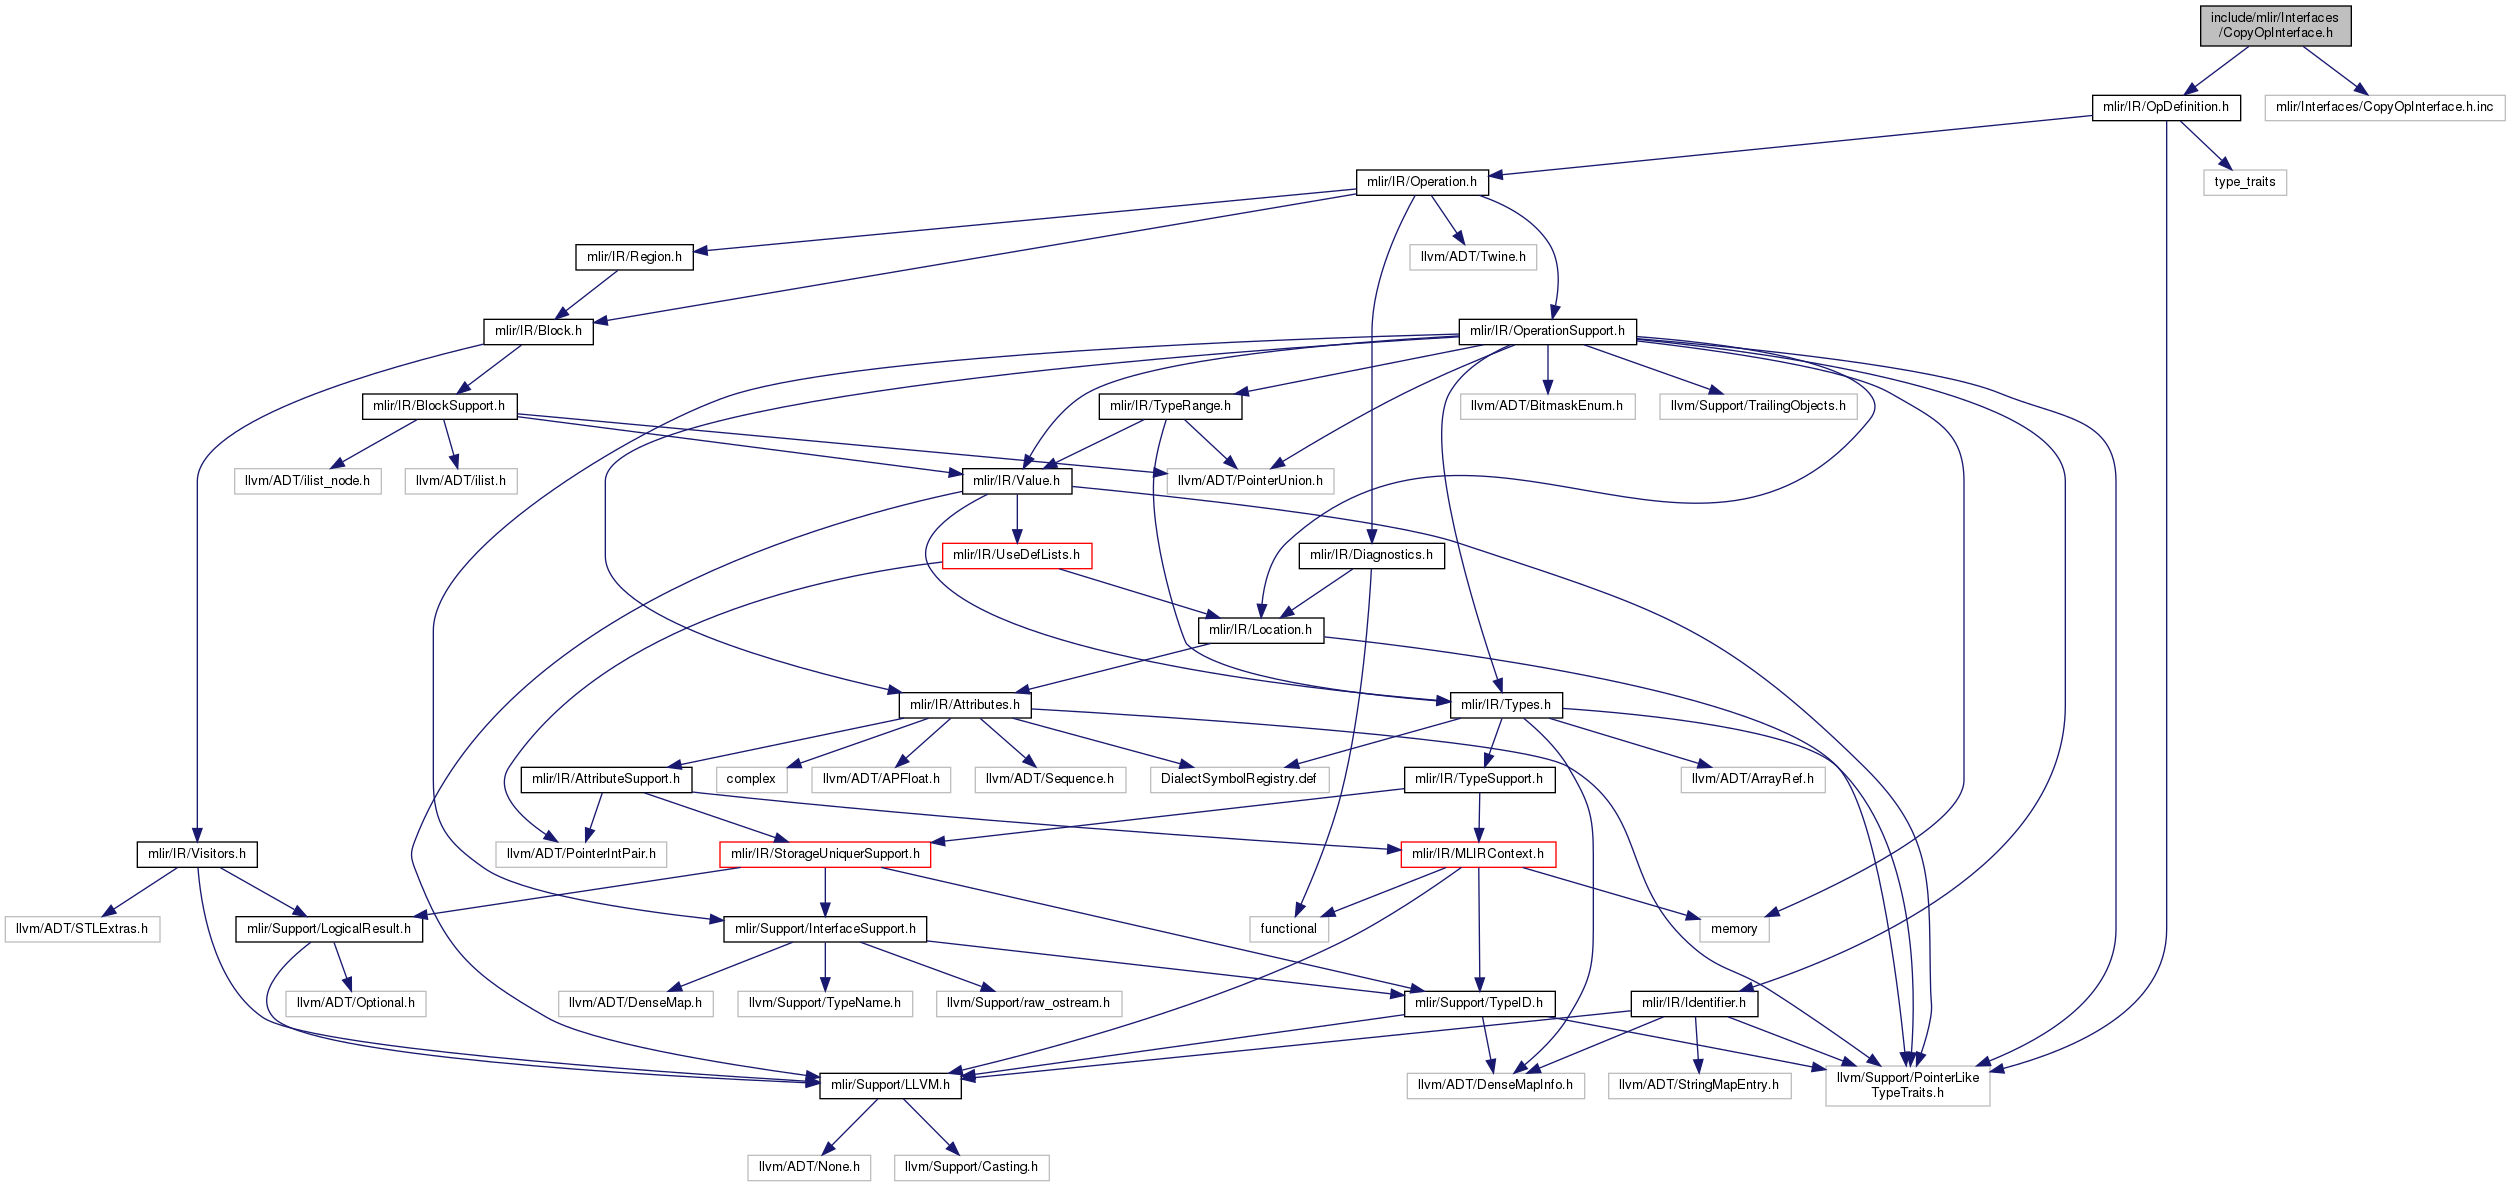 include/mlir/Interfaces
/CopyOpInterface.h
mlir/IR/OpDefinition.h
mlir/Interfaces/CopyOpInterface.h.inc
mlir/IR/Operation.h
type_traits
mlir/IR/Region.h
llvm/ADT/Twine.h
mlir/IR/Block.h
mlir/IR/OperationSupport.h
mlir/IR/BlockSupport.h
mlir/IR/TypeRange.h
llvm/ADT/BitmaskEnum.h
llvm/Support/TrailingObjects.h
llvm/ADT/ilist_node.h
llvm/ADT/ilist.h
mlir/IR/Value.h
llvm/ADT/PointerUnion.h
mlir/IR/UseDefLists.h
mlir/IR/Diagnostics.h
mlir/IR/Location.h
mlir/IR/Attributes.h
mlir/IR/Types.h
mlir/IR/AttributeSupport.h
complex
llvm/ADT/APFloat.h
llvm/ADT/Sequence.h
DialectSymbolRegistry.def
mlir/IR/TypeSupport.h
llvm/ADT/ArrayRef.h
mlir/IR/Visitors.h
llvm/ADT/PointerIntPair.h
mlir/IR/StorageUniquerSupport.h
mlir/IR/MLIRContext.h
llvm/ADT/STLExtras.h
mlir/Support/LogicalResult.h
mlir/Support/InterfaceSupport.h
functional
memory
llvm/ADT/Optional.h
llvm/ADT/DenseMap.h
llvm/Support/TypeName.h
llvm/Support/raw_ostream.h
mlir/Support/TypeID.h
mlir/IR/Identifier.h
mlir/Support/LLVM.h
llvm/ADT/DenseMapInfo.h
llvm/ADT/StringMapEntry.h
llvm/Support/PointerLike
TypeTraits.h
llvm/ADT/None.h
llvm/Support/Casting.h